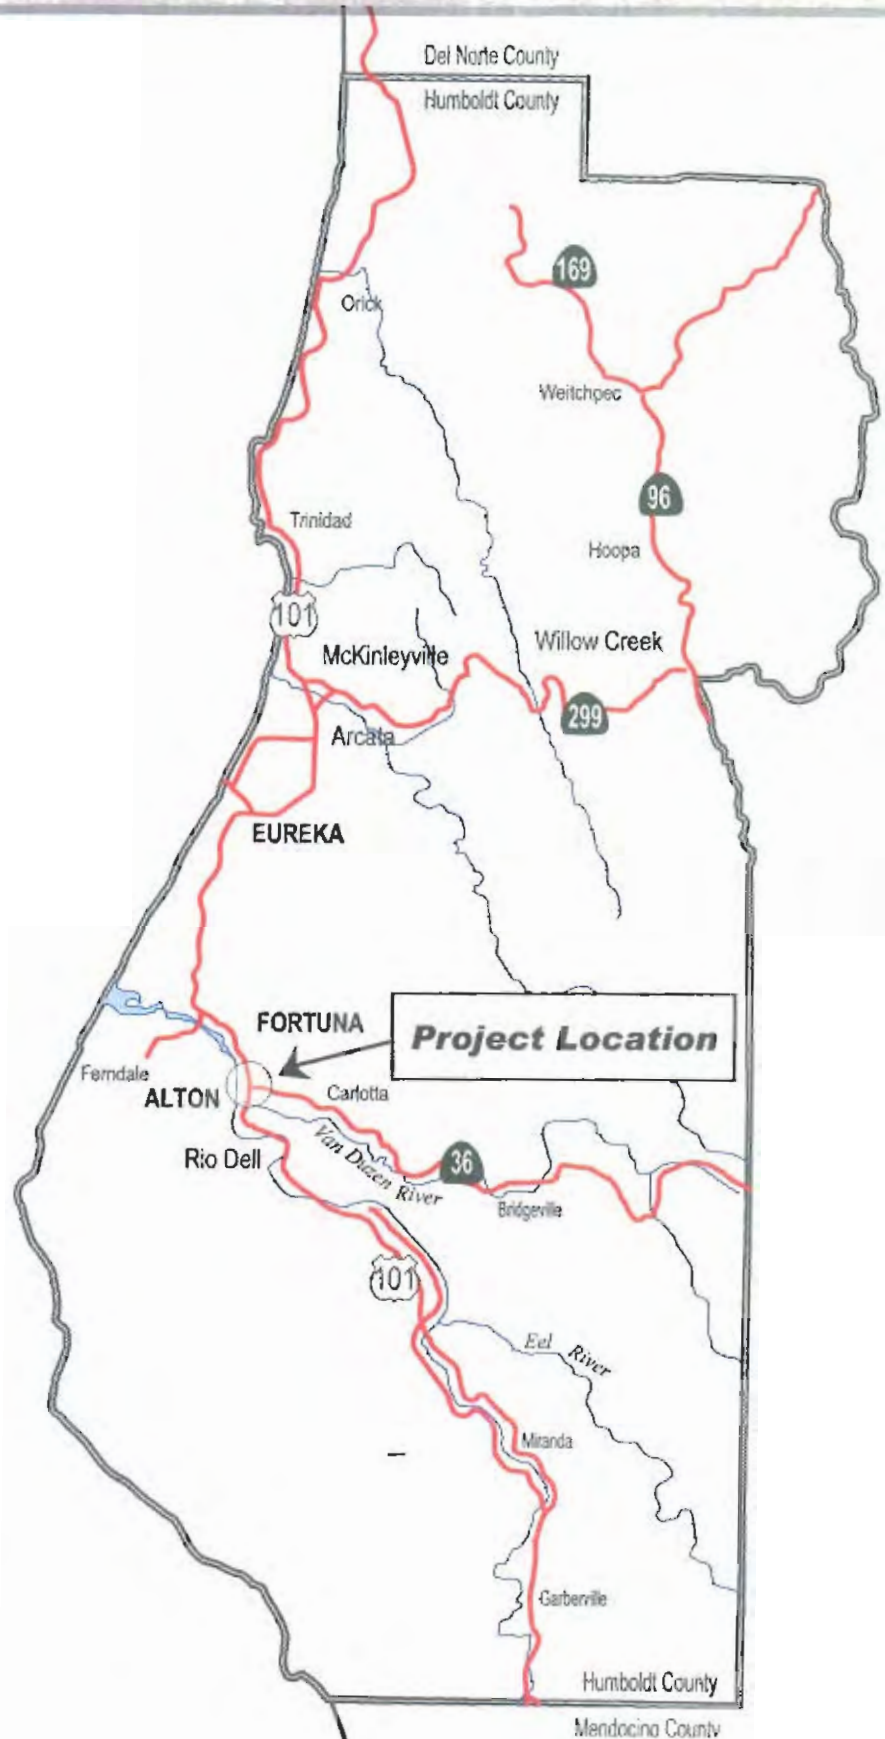 Del Norte County
Humboldt County
169
Orick
Weitchpec
96
Trinidad
Hoopa
101
McKinleyville
Willow Creek
299
Arcata
EUREKA
FORTUNA
Project Location
Ferndale
ALTON
Carlotta
Van Duzen River
Rio Dell
36
Bridgeville
101
Eel River
Miranda
Garberville
Humboldt County
Mendocino County